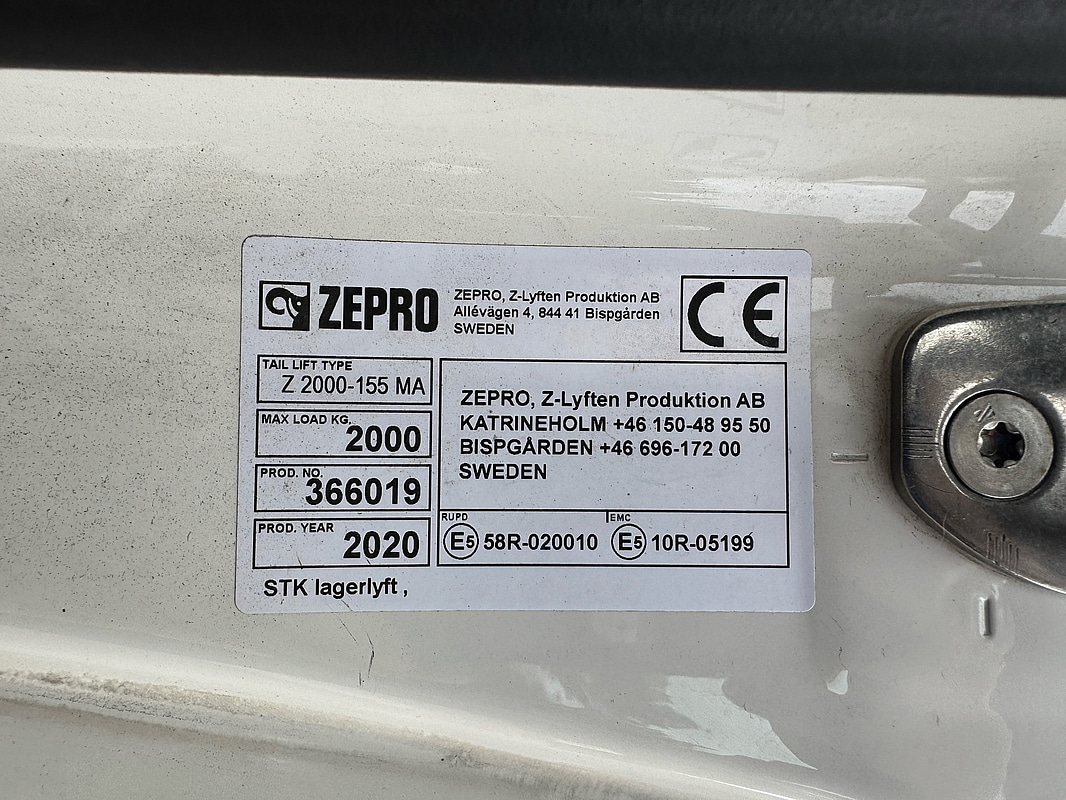 ZEPRO
ZEPRO, Z-Lyften Produktion AB
Allévägen 4, 844 41 Bispgården
SWEDEN
CE
TAIL LIFT TYPE
Z 2000-155 MA
MAX LOAD KG.
2000
PROD. NO.
366019
PROD. YEAR
2020
ZEPRO, Z-Lyften Produktion AB
KATRINEHOLM +46 150-48 95 50
BISPGÅRDEN +46 696-172 00
SWEDEN
RUPD
E5 58R-020010
EMC
E5 10R-05199
STK lagerlyft ,